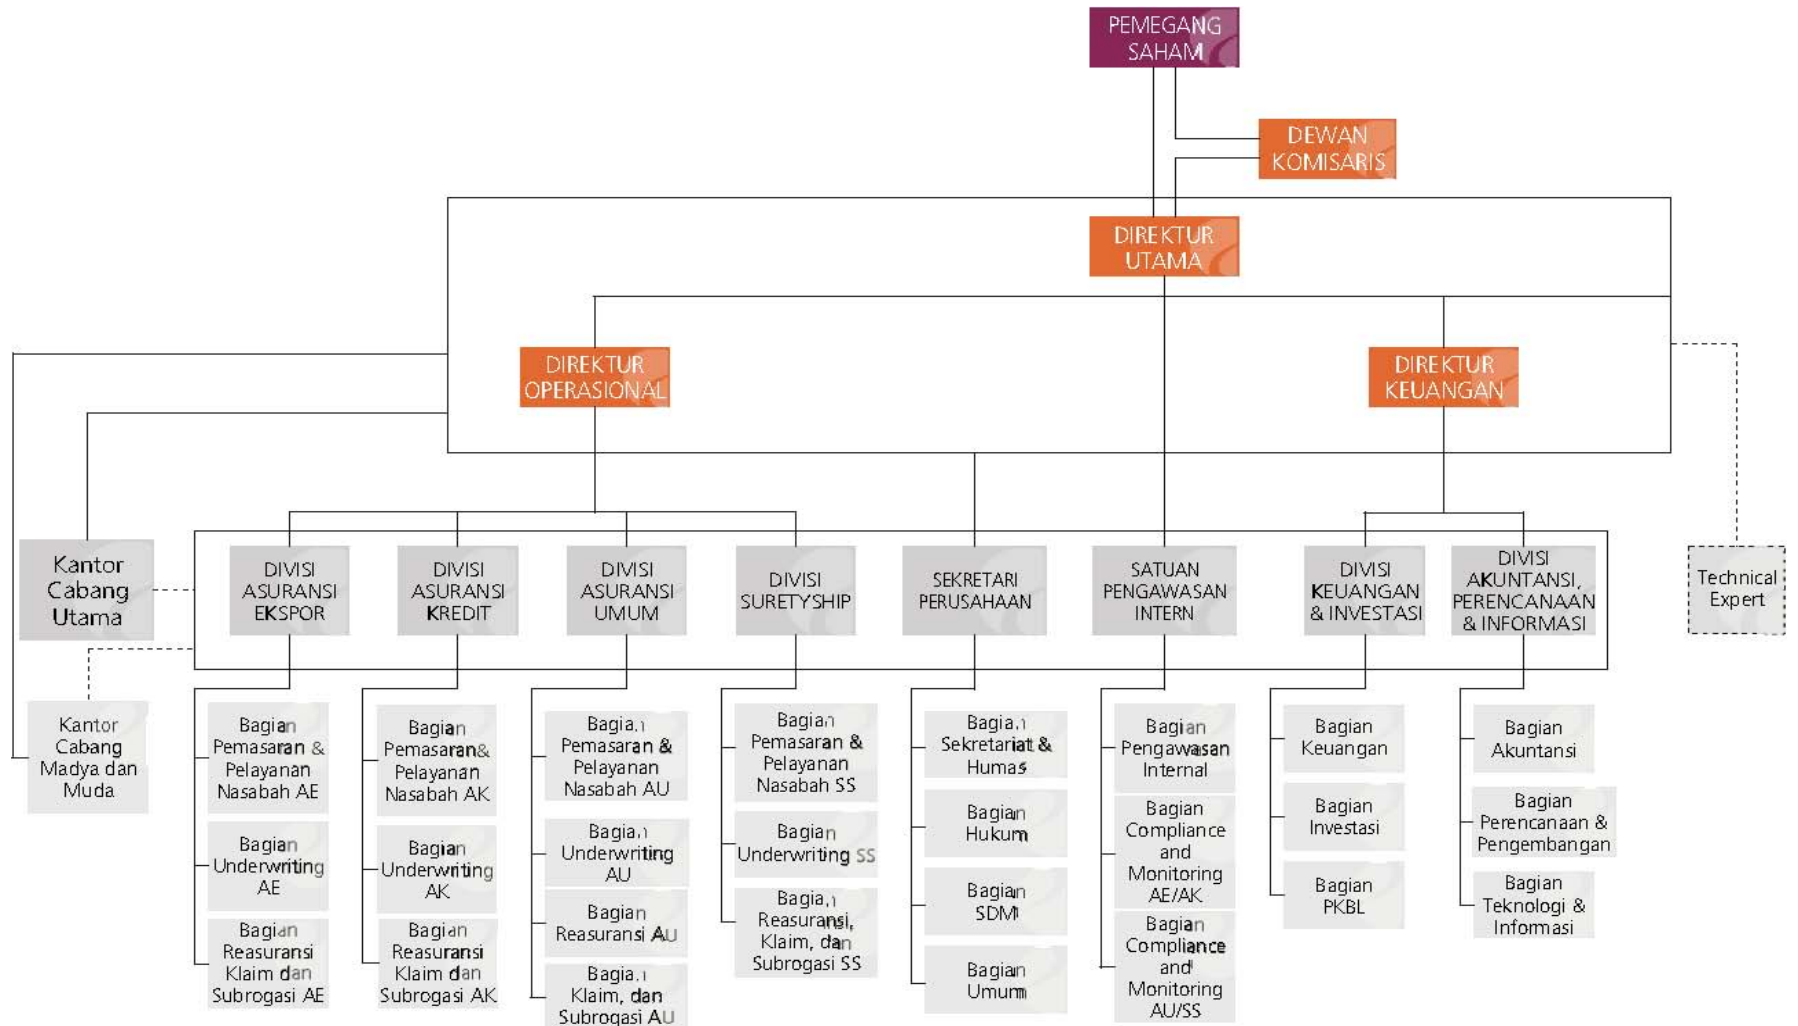 PEMEGANG
SAHAM
DEWAN
KOMISARIS
DIREKTUR
UTAMA
DIREKTUR
OPERASIONAL
DIREKTUR
KEUANGAN
Kantor
Cabang
Utama
DIVISI
ASURANSI
EKSPOR
DIVISI
ASURANSI
KREDIT
DIVISI
ASURANSI
UMUM
DIVISI
SURETYSHIP
SEKRETARI
PERUSAHAAN
SATUAN
PENGAWASAN
INTERN
DIVISI
KEUANGAN
& INVESTASI
DIVISI
AKUNTANSI,
PERENCANAAN
& INFORMASI
Technical
Expert
Kantor
Cabang
Madya dan
Muda
Bagian
Pemasaran &
Pelayanan
Nasabah AE
Bagian
Underwriting
AE
Bagian
Reasuransi
Klaim dan
Subrogasi AE
Bagian
Pemasaran&
Pelayanan
Nasabah AK
Bagian
Underwriting
AK
Bagian
Reasuransi
Klaim dan
Subrogasi AK
Bagian
Pemasaran &
Pelayanan
Nasabah AU
Bagian
Underwriting
AU
Bagian
Reasuransi AU
Bagian
Klaim, dan
Subrogasi AU
Bagian
Pemasaran &
Pelayanan
Nasabah SS
Bagian
Underwriting SS
Bagian
Reasuransi,
Klaim, dan
Subrogasi SS
Bagian
Sekretariat &
Humas
Bagian
Hukum
Bagian
SDM
Bagian
Umum
Bagian
Pengawasan
Internal
Bagian
Compliance
and
Monitoring
AE/AK
Bagian
Compliance
and
Monitoring
AU/SS
Bagian
Keuangan
Bagian
Investasi
Bagian
PKBL
Bagian
Akuntansi
Bagian
Perencanaan &
Pengembangan
Bagian
Teknologi &
Informasi